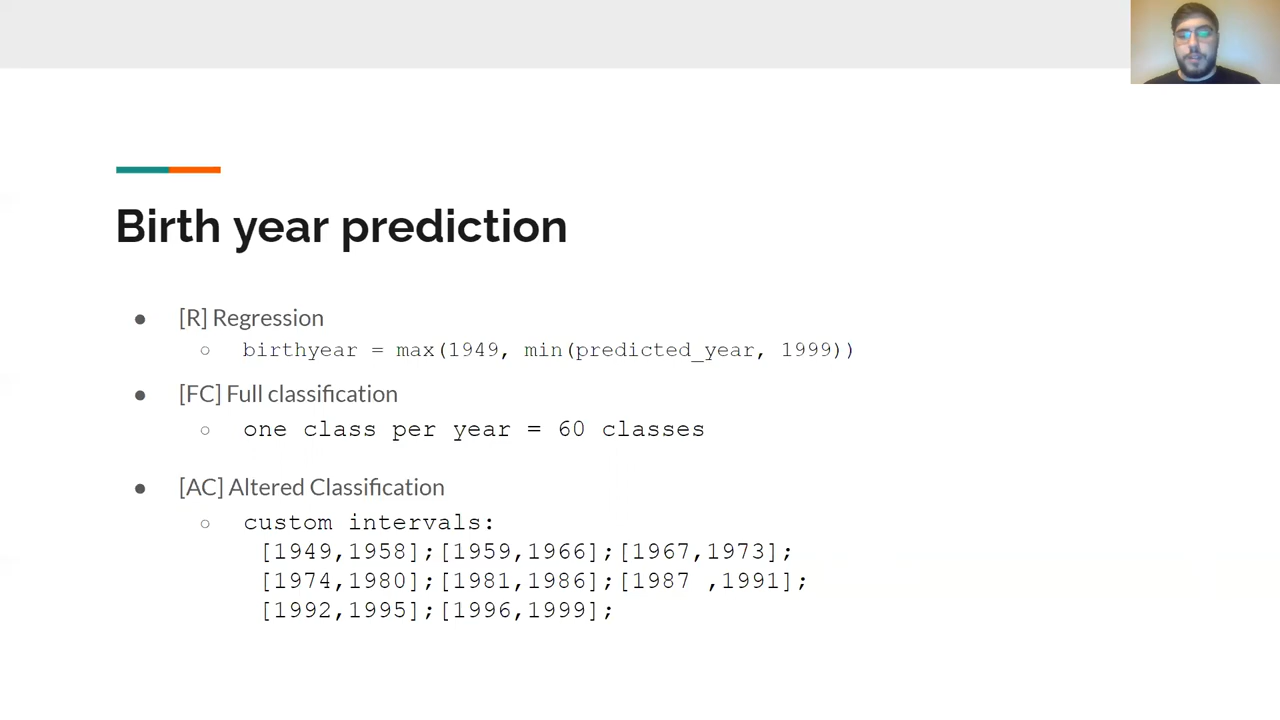 Birth year prediction
● [R] Regression
○ birthyear = max(1949, min(predicted_year, 1999))
● [FC] Full classification
○ one class per year = 60 classes
● [AC] Altered Classification
○ custom intervals:
[1949,1958];[1959,1966];[1967,1973];
[1974,1980];[1981,1986];[1987 ,1991];
[1992,1995];[1996,1999];